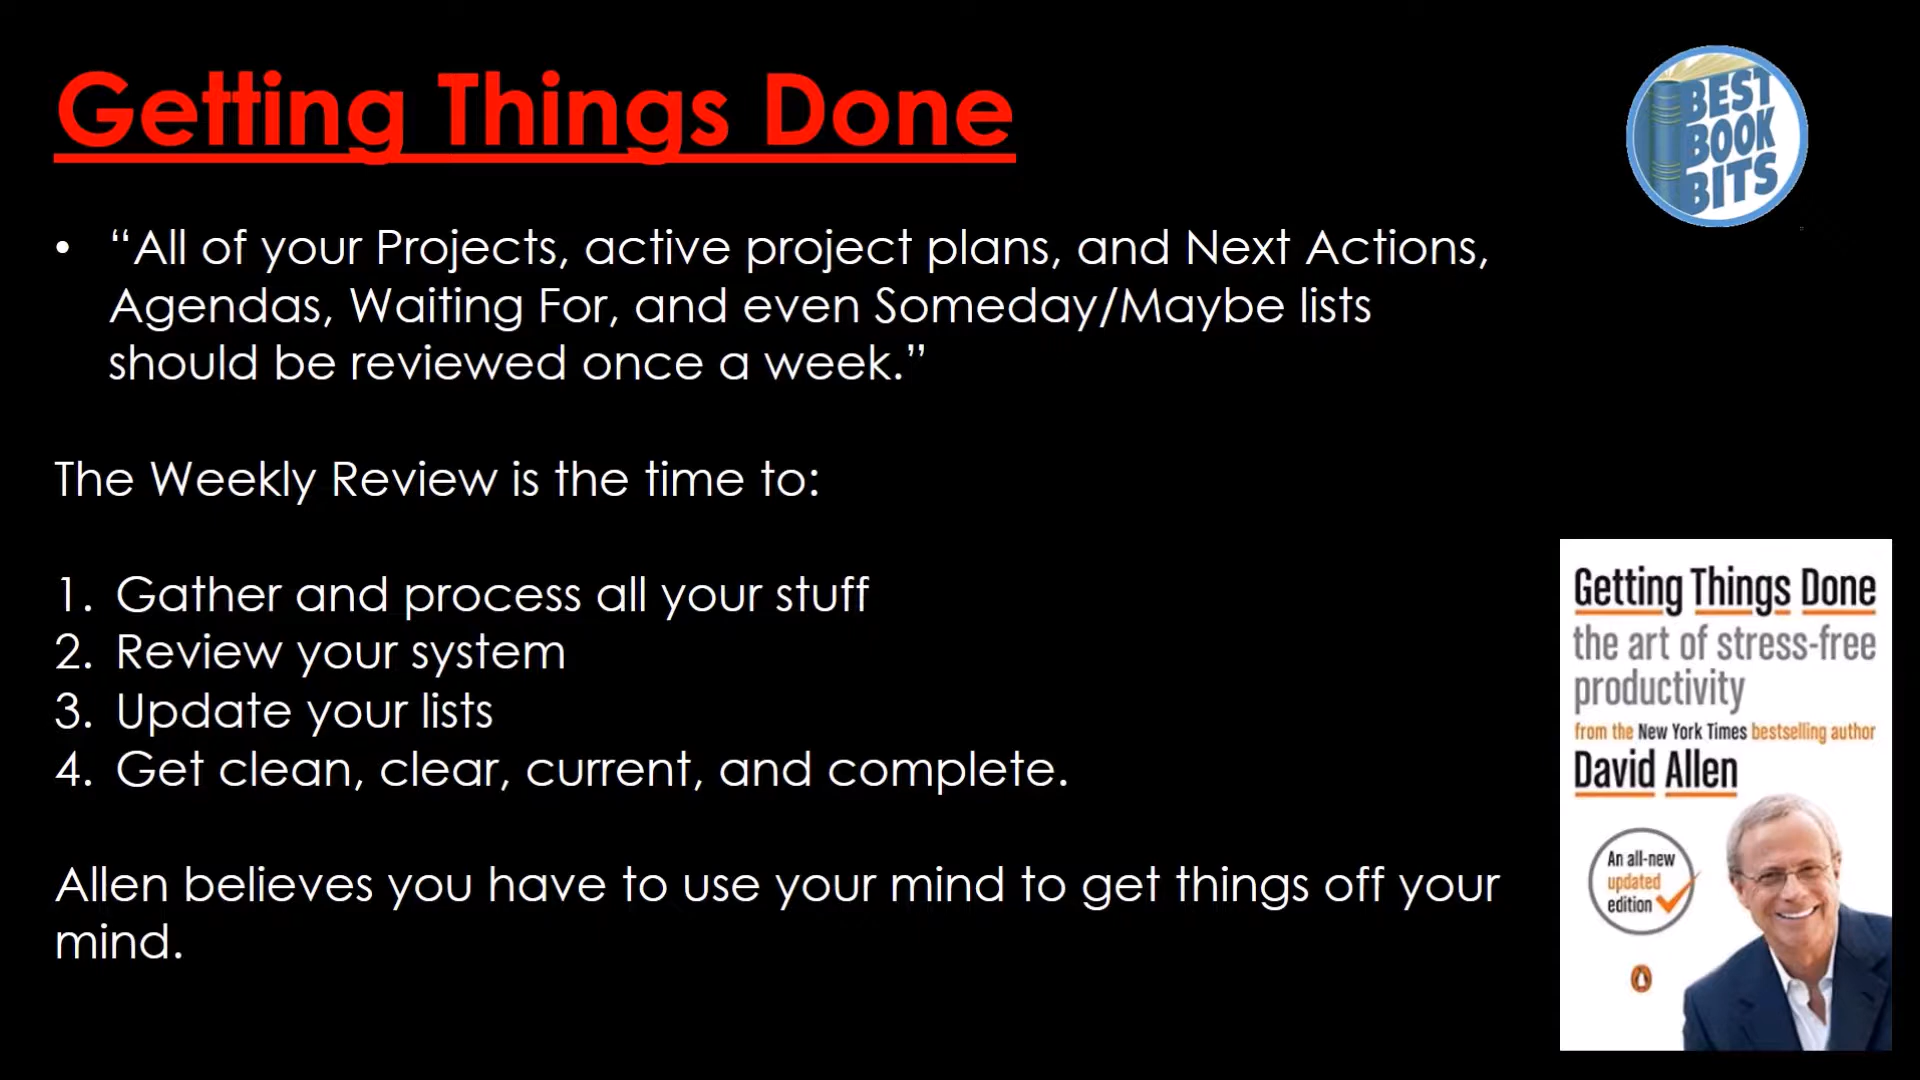 Getting Things Done
BEST
BOOK
BITS
• “All of your Projects, active project plans, and Next Actions,
Agendas, Waiting For, and even Someday/Maybe lists
should be reviewed once a week.”
The Weekly Review is the time to:
1. Gather and process all your stuff
2. Review your system
3. Update your lists
4. Get clean, clear, current, and complete.
Allen believes you have to use your mind to get things off your
mind.
Getting Things Done
the art of stress-free
productivity
from the New York Times bestselling author
David Allen
An all-new
updated
edition